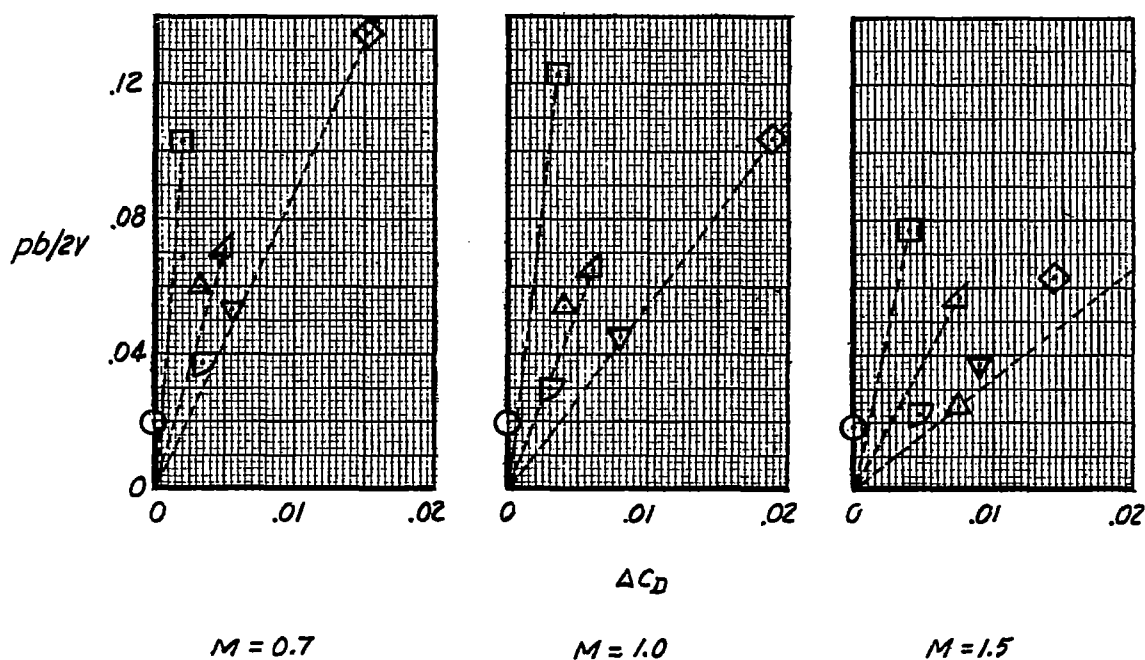 .12
.08
pb/2V
.04
0
0 .01 .02 0 .01 .02 0 .01 .02
ΔC_D
M = 0.7 M = 1.0 M = 1.5